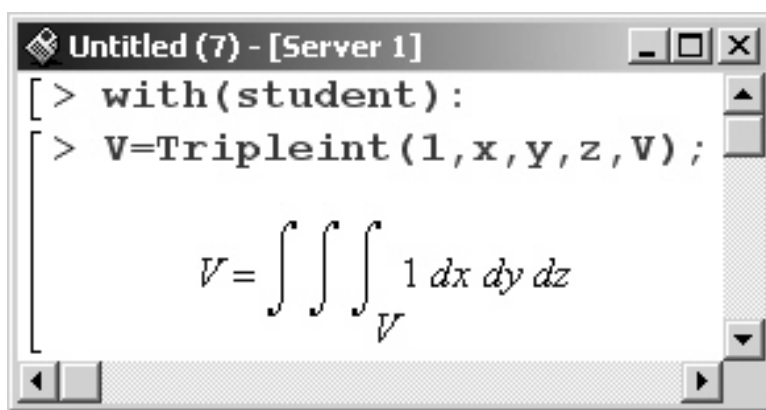 Untitled (7) - [Server 1]
[ > with(student):
[ > V=Tripleint(1,x,y,z,V);
V = ∫ ∫ ∫_V 1 dx dy dz